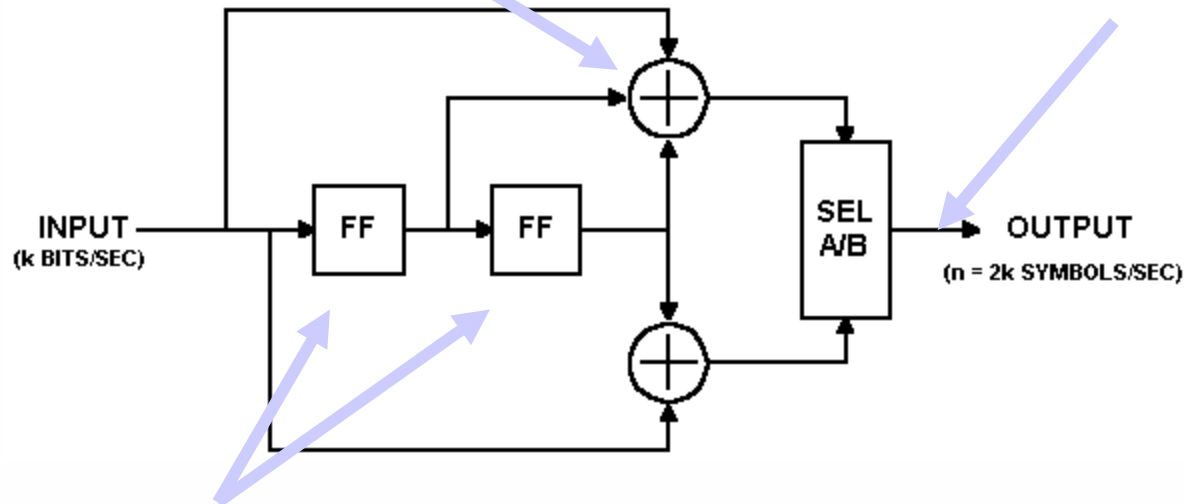 INPUT
(k BITS/SEC)
FF
FF
SEL
A/B
OUTPUT
(n = 2k SYMBOLS/SEC)